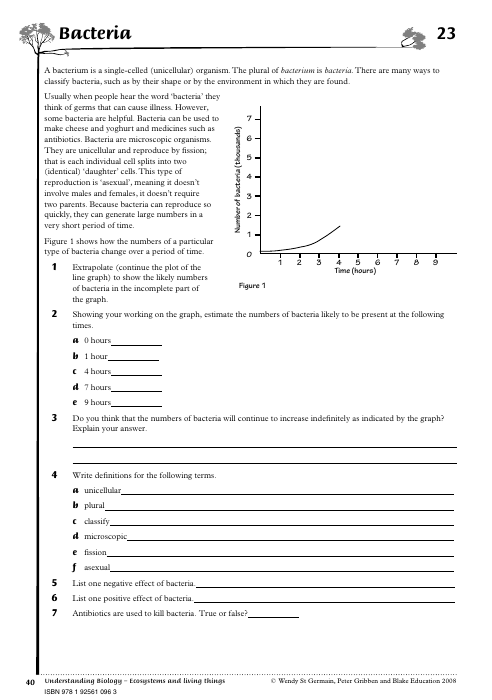 Bacteria
23
A bacterium is a single-celled (unicellular) organism. The plural of bacterium is bacteria. There are many ways to
classify bacteria, such as by their shape or by the environment in which they are found.
Usually when people hear the word ‘bacteria’ they
think of germs that can cause illness. However,
some bacteria are helpful. Bacteria can be used to
make cheese and yoghurt and medicines such as
antibiotics. Bacteria are microscopic organisms.
They are unicellular and reproduce by fission;
that is each individual cell splits into two
(identical) ‘daughter’ cells. This type of
reproduction is ‘asexual’, meaning it doesn’t
involve males and females, it doesn’t require
two parents. Because bacteria can reproduce so
quickly, they can generate large numbers in a
very short period of time.
Figure 1 shows how the numbers of a particular
type of bacteria change over a period of time.
Number of bacteria (thousands)
7
6
5
4
3
2
1
0
1 2 3 4 5 6 7 8 9
Time (hours)
Figure 1
1 Extrapolate (continue the plot of the
line graph) to show the likely numbers
of bacteria in the incomplete part of
the graph.
2 Showing your working on the graph, estimate the numbers of bacteria likely to be present at the following
times.
a 0 hours
b 1 hour
c 4 hours
d 7 hours
e 9 hours
3 Do you think that the numbers of bacteria will continue to increase indefinitely as indicated by the graph?
Explain your answer.
4 Write definitions for the following terms.
a unicellular
b plural
c classify
d microscopic
e fission
f asexual
5 List one negative effect of bacteria.
6 List one positive effect of bacteria.
7 Antibiotics are used to kill bacteria. True or false?
40 Understanding Biology – Ecosystems and living things © Wendy St Germain, Peter Gribben and Blake Education 2008
ISBN 978 1 92561 096 3